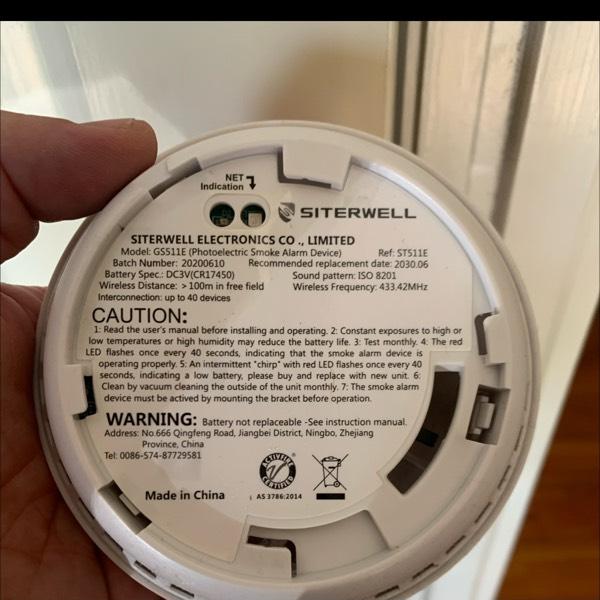 NET
Indication
SITERWELL
SITERWELL ELECTRONICS CO ., LIMITED
Model: GS511E (Photoelectric Smoke Alarm Device) Ref: ST511E
Batch Number: 20200610 Recommended replacement date: 2030.06
Battery Spec.: DC3V(CR17450) Sound pattern: ISO 8201
Wireless Distance: >100m in free field Wireless Frequency: 433.42MHz
Interconnection: up to 40 devices
CAUTION:
1: Read the user's manual before installing and operating. 2: Constant exposures to high or
low temperatures or high humidity may reduce the battery life. 3: Test monthly. 4: The red
LED flashes once every 40 seconds, indicating that the smoke alarm device is
operating properly. 5: An intermittent "chirp" with red LED flashes once every 40
seconds, indicating a low battery, please buy and replace with new unit. 6:
Clean by vacuum cleaning the outside of the unit monthly. 7: The smoke alarm
device must be actived by mounting the bracket before operation.
WARNING: Battery not replaceable -See instruction manual.
Address: No.666 Qingfeng Road, Jiangbei District, Ningbo, Zhejiang
Province, China
Tel: 0086-574-87729581
ACTIVFIRE
CERTIFIED
Made in China
AS 3786:2014